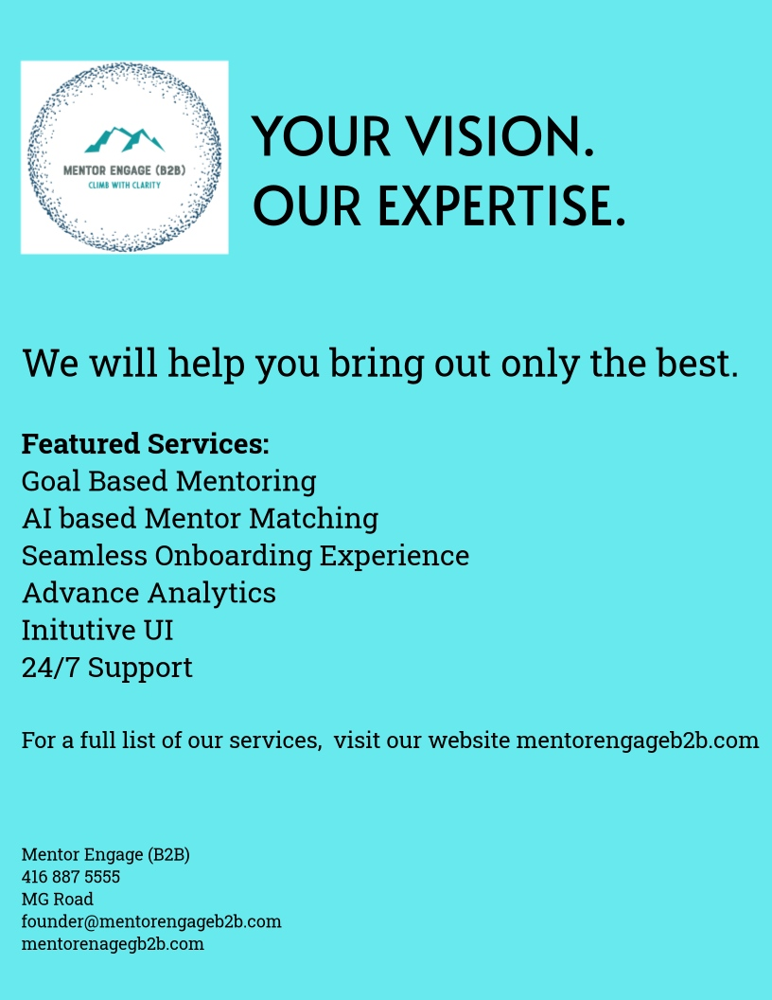 MENTOR ENGAGE (B2B)
CLIMB WITH CLARITY
YOUR VISION.
OUR EXPERTISE.
We will help you bring out only the best.
Featured Services:
Goal Based Mentoring
AI based Mentor Matching
Seamless Onboarding Experience
Advance Analytics
Initutive UI
24/7 Support
For a full list of our services,  visit our website mentorengageb2b.com
Mentor Engage (B2B)
416 887 5555
MG Road
founder@mentorengageb2b.com
mentorenagegb2b.com